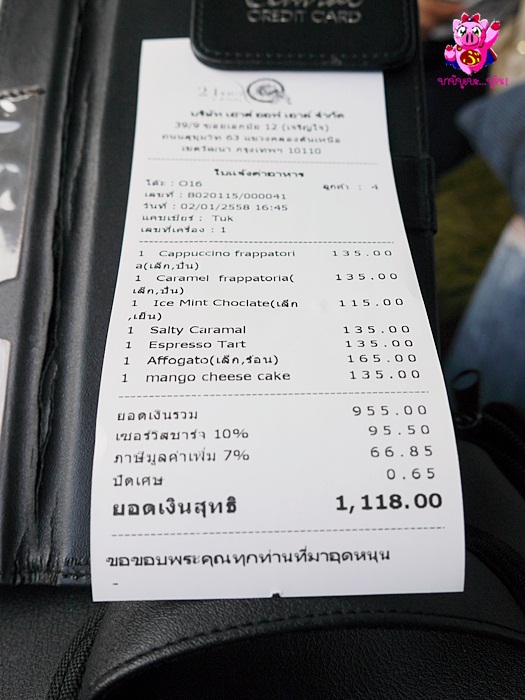 CREDIT CARD
บริษัท เอาท์ ออฟ เอาท์ จำกัด
39/9 ซอยเอกมัย 12 (เจริญใจ)
ถนนสุขุมวิท 63 แขวงคลองตันเหนือ
เขตวัฒนา กรุงเทพฯ 10110
ใบแจ้งค่าอาหาร
โต๊ะ : O16 ลูกค้า : 4
เลขที่ : B020115/000041
วันที่ : 02/01/2558 16:45
แคชเชียร์ : Tuk
เลขที่เครื่อง : 1
1 Cappuccino frappatori 135.00
a(เล็ก,ปั่น)
1 Caramel frappatoria( 135.00
เล็ก,ปั่น)
1 Ice Mint Choclate(เล็ก 115.00
,เย็น)
1 Salty Caramal 135.00
1 Espresso Tart 135.00
1 Affogato(เล็ก,ร้อน) 165.00
1 mango cheese cake 135.00
ยอดเงินรวม 955.00
เซอร์วิสชาร์จ 10% 95.50
ภาษีมูลค่าเพิ่ม 7% 66.85
ปัดเศษ 0.65
ยอดเงินสุทธิ 1,118.00
ขอขอบพระคุณทุกท่านที่มาอุดหนุน
-